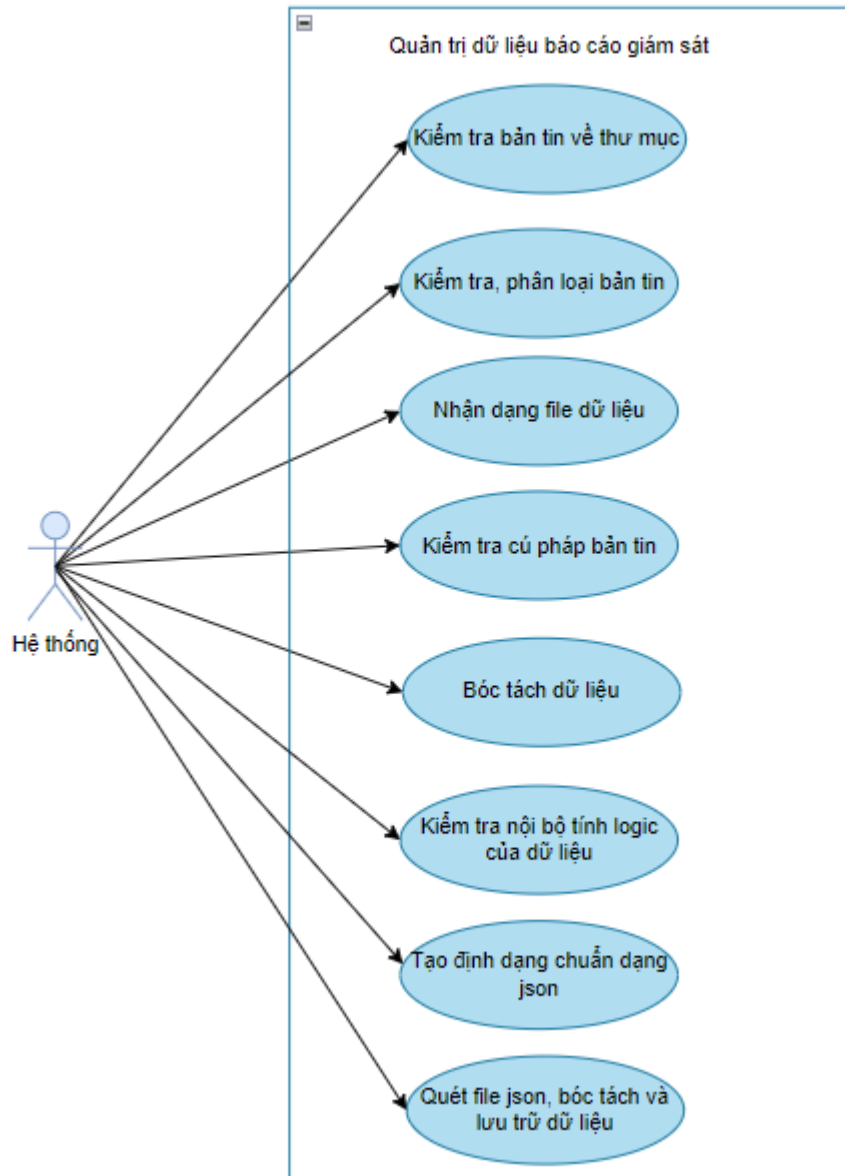 Quản trị dữ liệu báo cáo giám sát
Kiểm tra bản tin về thư mục
Kiểm tra, phân loại bản tin
Nhận dạng file dữ liệu
Kiểm tra cú pháp bản tin
Hệ thống
Bóc tách dữ liệu
Kiểm tra nội bộ tính logic
của dữ liệu
Tạo định dạng chuẩn dạng
json
Quét file json, bóc tách và
lưu trữ dữ liệu